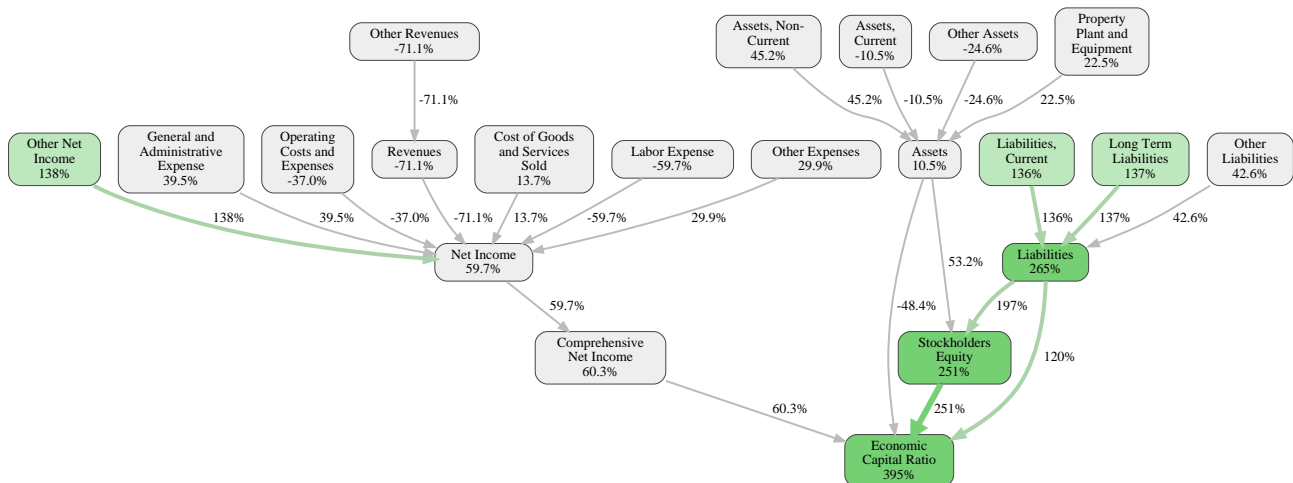 Other Revenues
-71.1%
Assets, Non-
Current
45.2%
Assets,
Current
-10.5%
Other Assets
-24.6%
Property
Plant and
Equipment
22.5%
-71.1%
45.2%
-10.5%
-24.6%
22.5%
Other Net
Income
138%
General and
Administrative
Expense
39.5%
Operating
Costs and
Expenses
-37.0%
Revenues
-71.1%
Cost of Goods
and Services
Sold
13.7%
Labor Expense
-59.7%
Other Expenses
29.9%
Assets
10.5%
Liabilities,
Current
136%
Long Term
Liabilities
137%
Other
Liabilities
42.6%
138%
39.5%
-37.0%
-71.1%
13.7%
-59.7%
29.9%
136%
137%
42.6%
Net Income
59.7%
Liabilities
265%
53.2%
59.7%
-48.4%
197%
Comprehensive
Net Income
60.3%
Stockholders
Equity
251%
120%
60.3%
251%
Economic
Capital Ratio
395%